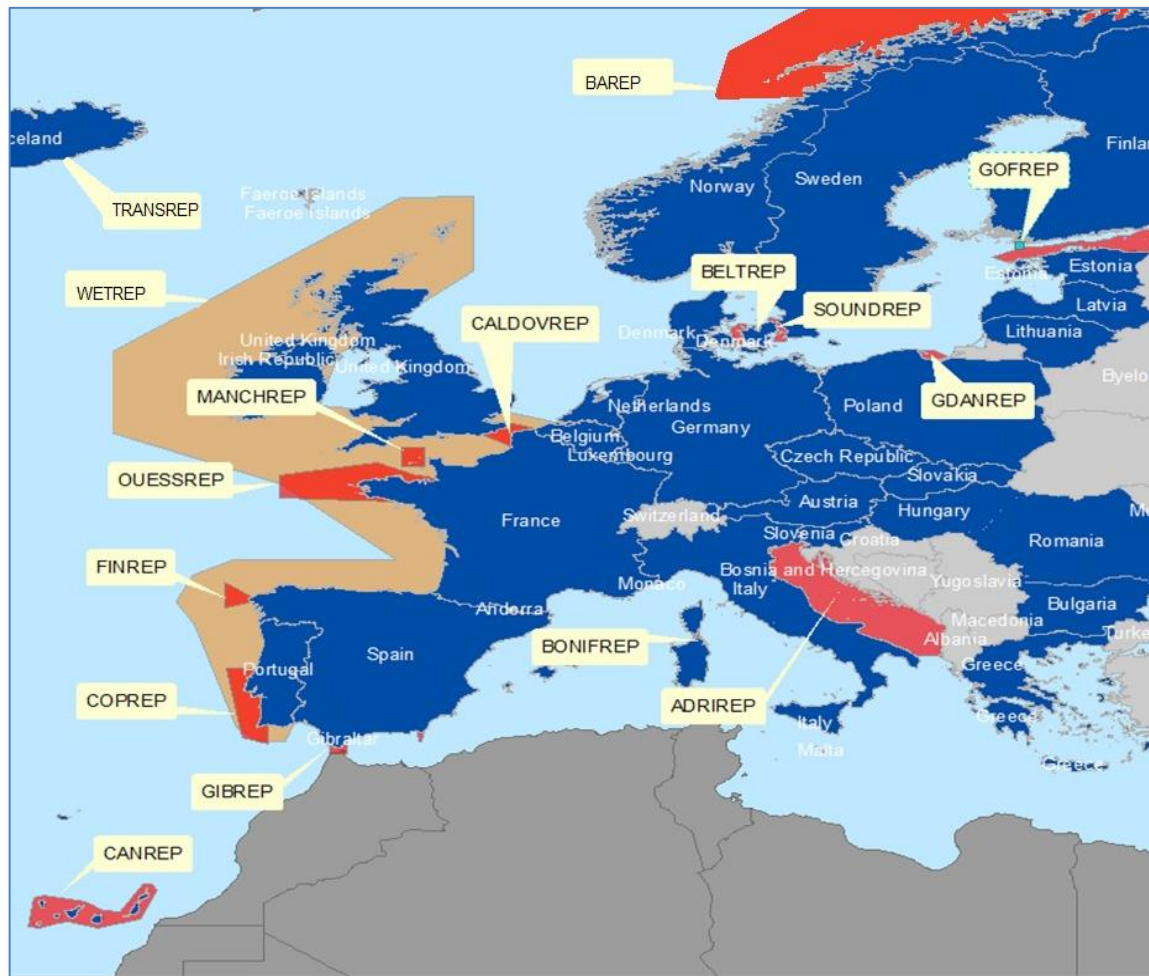 BAREP
celand
Finlan
GOFREP
Norway
Sweden
Faeroe Islands
Faeroe Islands
TRANSREP
BELTREP
Estonia
Estonia
WETREP
CALDOVREP
SOUNDREP
Latvia
Denmark
Denmark
Lithuania
United Kingdom
Irish Republic
United Kingdom
Byelo
MANCHREP
Netherlands
Germany
Poland
GDANREP
Belgium
Luxembourg
Czech Republic
OUESSREP
Slovakia
Austria
Hungary
Mo
France
Switzerland
Slovenia
Croatia
Romania
FINREP
Monaco
Bosnia and Hercegovina
Italy
Yugoslavia
Andorra
Bulgaria
Macedonia
Turke
Spain
BONIFREP
Albania
Portugal
Greece
COPREP
ADRIREP
Italy
Greece
Gibraltar
Malta
Greece
GIBREP
CANREP